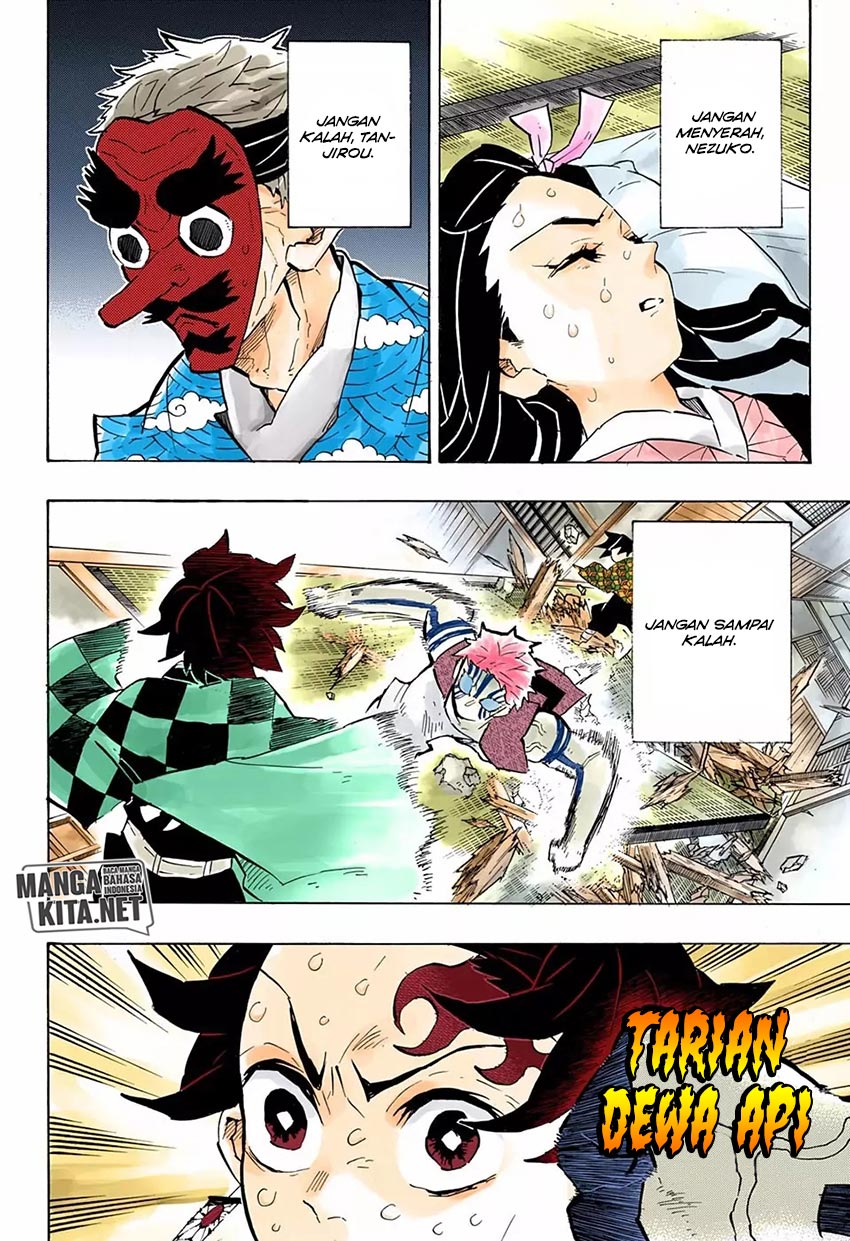 JANGAN
MENYERAH,
NEZUKO.
JANGAN
KALAH, TAN-
JIROU.
JANGAN SAMPAI
KALAH.
MANGA
KITA.NET
BACA MANGA
BAHASA
INDONESIA
TARIAN
DEWA API